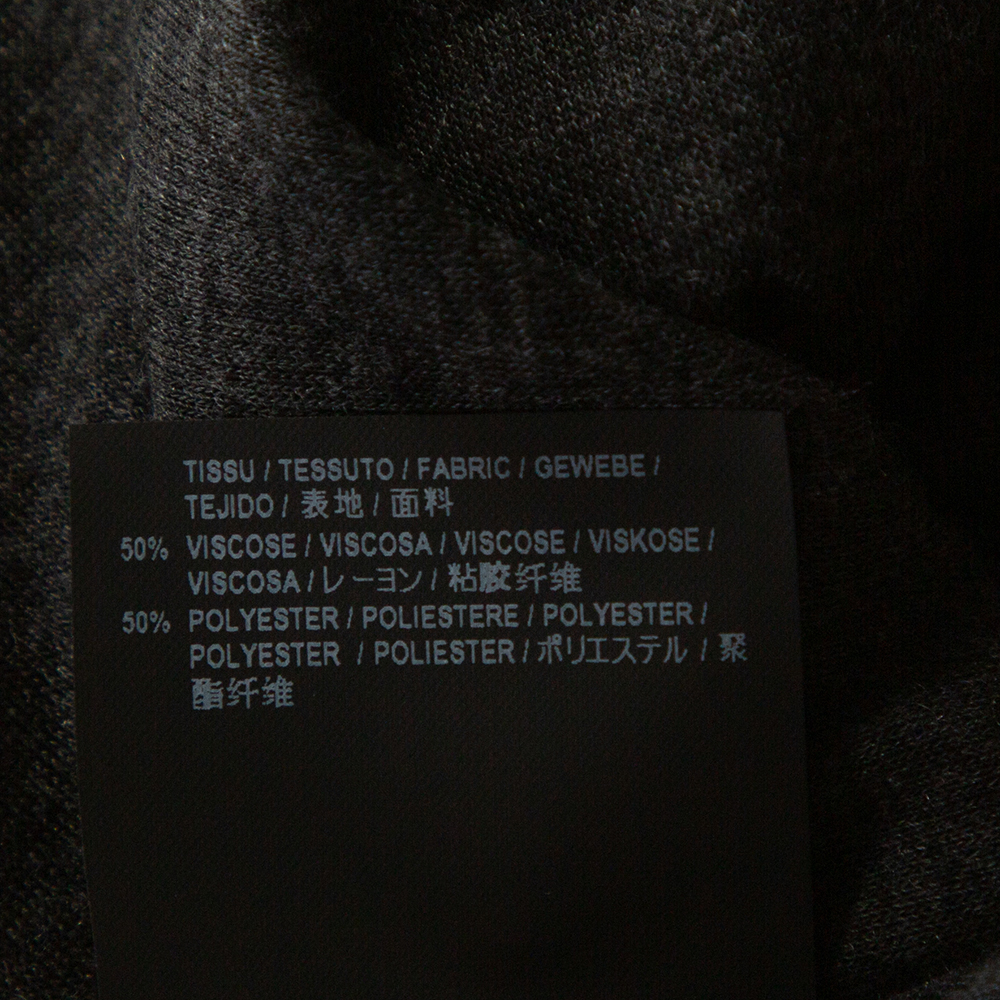 TISSU / TESSUTO / FABRIC / GEWEBE /
TEJIDO / 表地 / 面料
50% VISCOSE / VISCOSA / VISCOSE / VISKOSE /
VISCOSA / レーヨン / 粘胶纤维
50% POLYESTER / POLIESTERE / POLYESTER /
POLYESTER / POLIESTER / ポリエステル / 聚
酯纤维